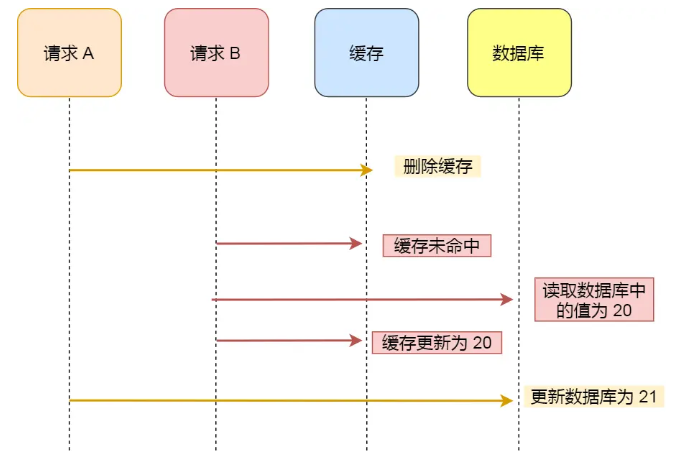 请求 A
请求 B
缓存
数据库
删除缓存
缓存未命中
读取数据库中
的值为 20
缓存更新为 20
更新数据库为 21